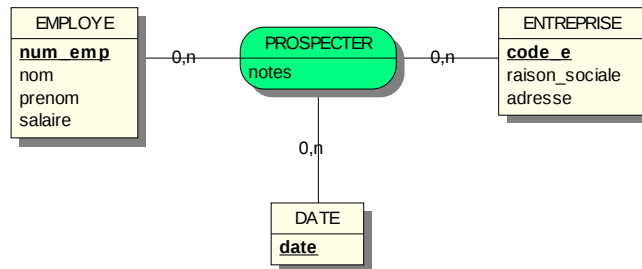 EMPLOYE
num_emp
nom
prenom
salaire
0,n
PROSPECTER
notes
0,n
ENTREPRISE
code_e
raison_sociale
adresse
0,n
DATE
date